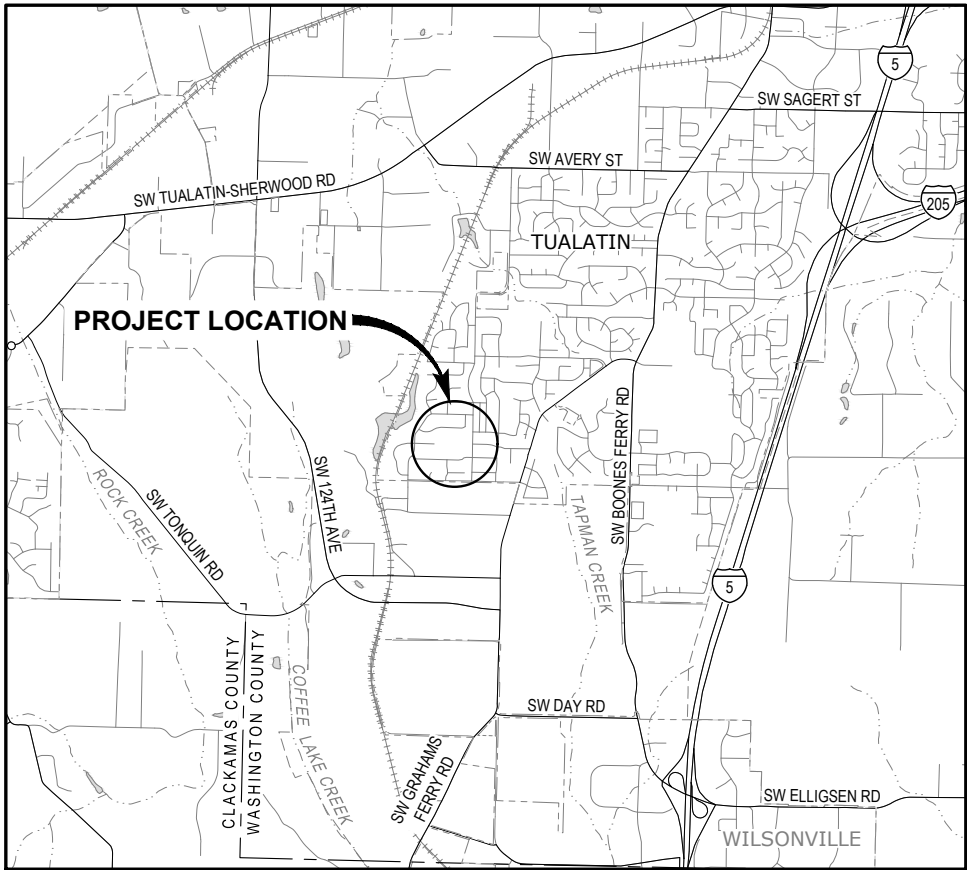 5
SW SAGERT ST
SW AVERY ST
SW TUALATIN-SHERWOOD RD
205
TUALATIN
PROJECT LOCATION
SW BOONES FERRY RD
SW 124TH AVE
ROCK CREEK
SW TONQUIN RD
TAPMAN CREEK
5
CLACKAMAS COUNTY
WASHINGTON COUNTY
COFFEE LAKE CREEK
SW DAY RD
SW GRAHAMS
FERRY RD
SW ELLIGSEN RD
WILSONVILLE